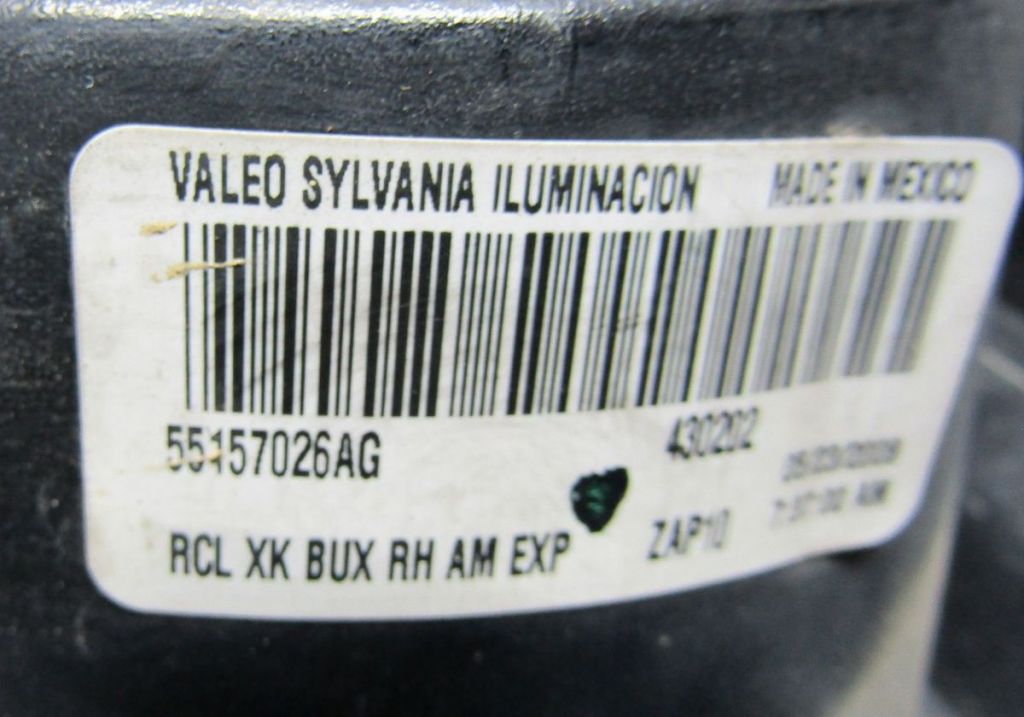 VALEO SYLVANIA ILUMINACION MADE IN MEXICO
55157026AG 430202
RCL XK BUX RH AM EXP ZAP10